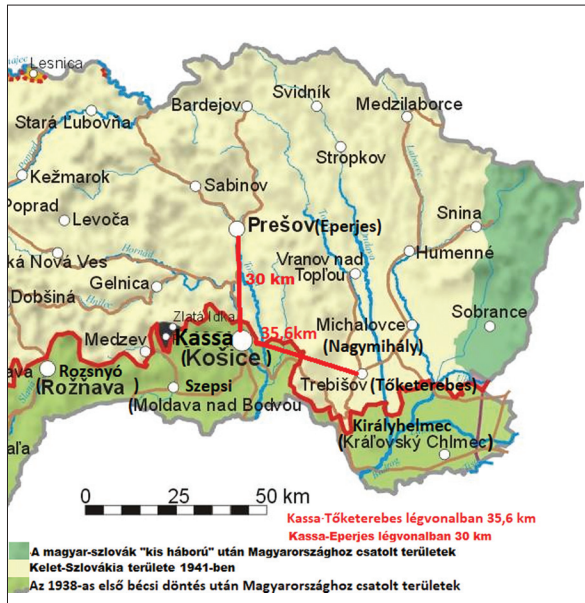 Lesnica
Stará Ľubovňa
Bardejov
Svidník
Medzilaborce
Stropkov
Kežmarok
Sabinov
Poprad
Levoča
Prešov(Eperjes)
Snina
Humenné
Vranov nad
Topľou
ká Nová Ves
Hornád
Gelnica
30 km
Dobšiná
Zlatá Idka
Sobrance
Medzev
Kassa
35,6km
(Košice)
Michalovce
(Nagymihály)
Rozsnyó
(Rožňava)
Szepsi
(Moldava nad Bodvou
Trebišov(Tőketerebes)
Királyhelmec
(Kráľovský Chlmec)
0 25 50 km
Kassa-Tőketerebes légvonalban 35,6 km
Kassa-Eperjes légvonalban 30 km
-A magyar-szlovák "kis háború" után Magyarországhoz csatolt területek
Kelet-Szlovákia területe 1941-ben
Az 1938-as első bécsi döntés után Magyarországhoz csatolt területek